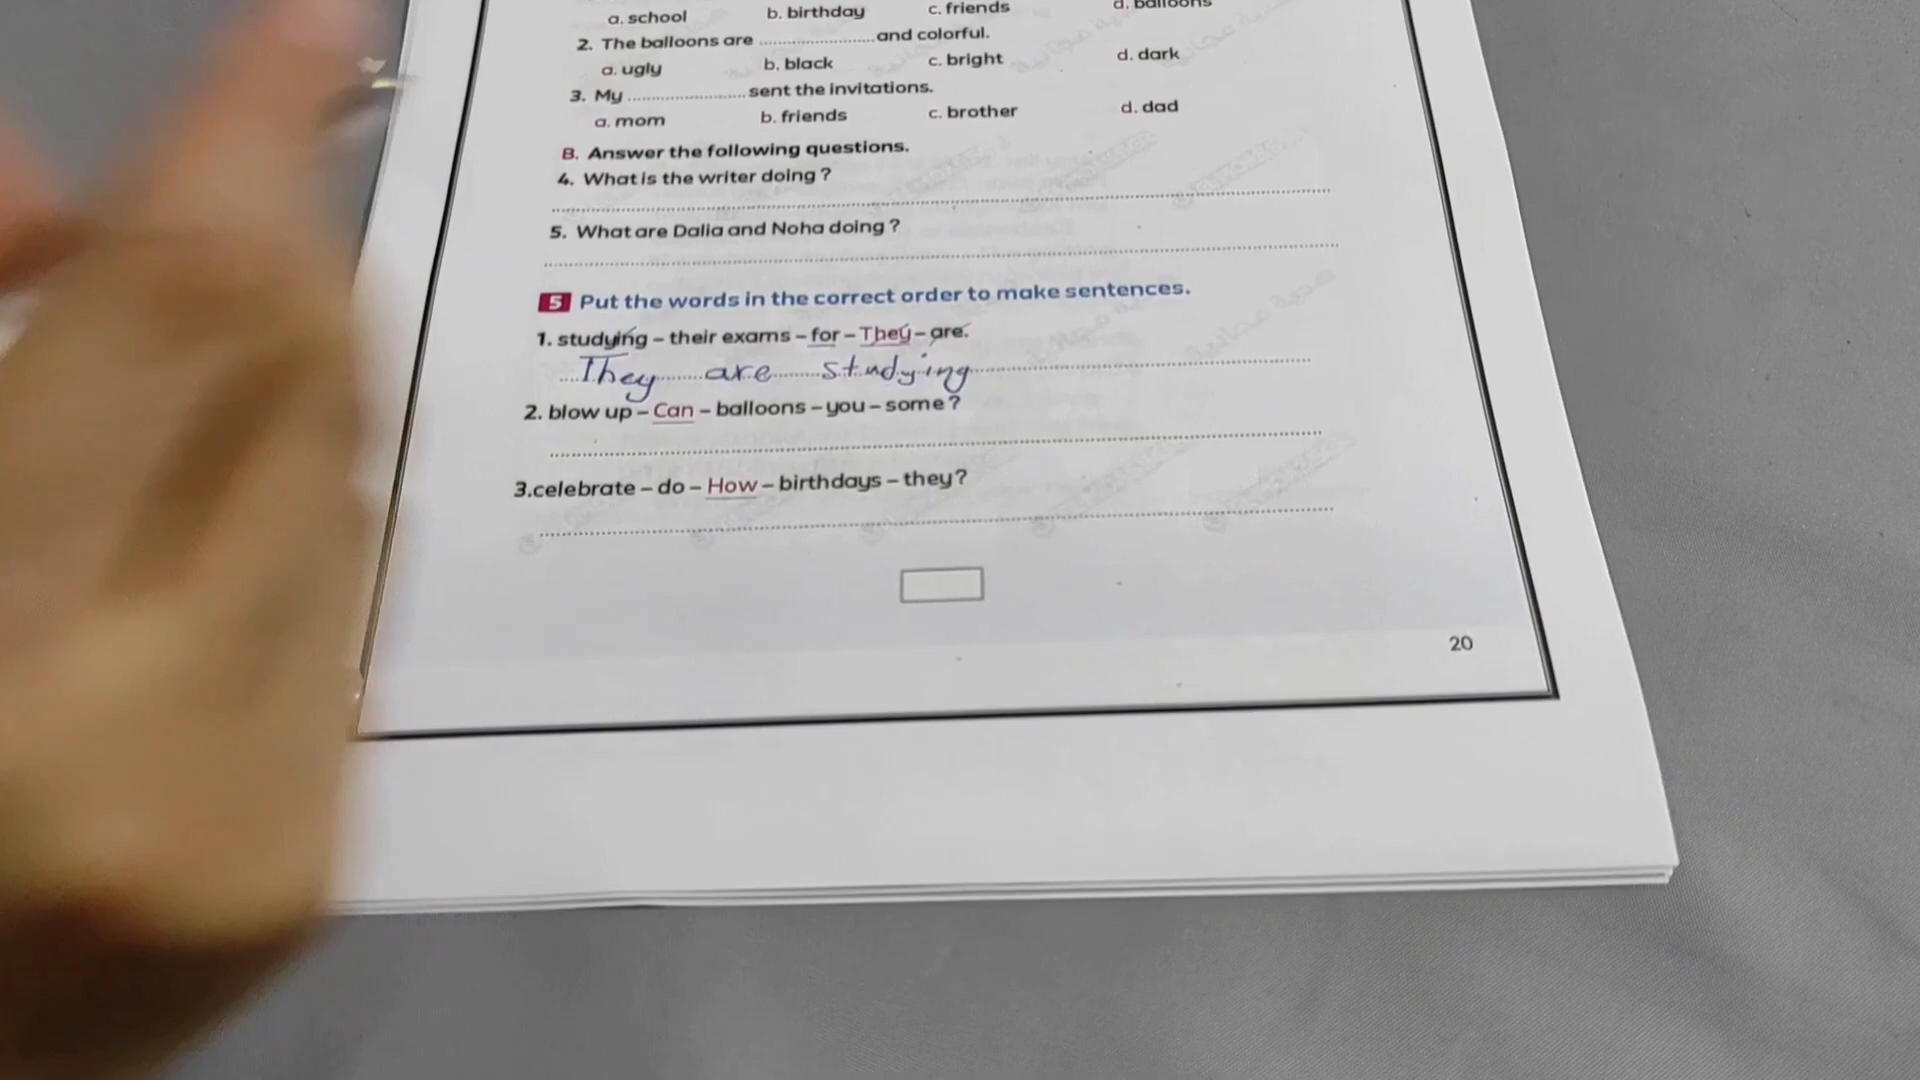 a. school b. birthday c. friends d. balloons
2. The balloons are ........................ and colorful.
a. ugly b. black c. bright d. dark
3. My ........................ sent the invitations.
a. mom b. friends c. brother d. dad
B. Answer the following questions.
4. What is the writer doing ?
5. What are Dalia and Noha doing ?
5 Put the words in the correct order to make sentences.
1. studying – their exams – for – They – are.
They are studying
2. blow up – Can – balloons – you – some ?
3.celebrate – do – How – birthdays – they ?
20